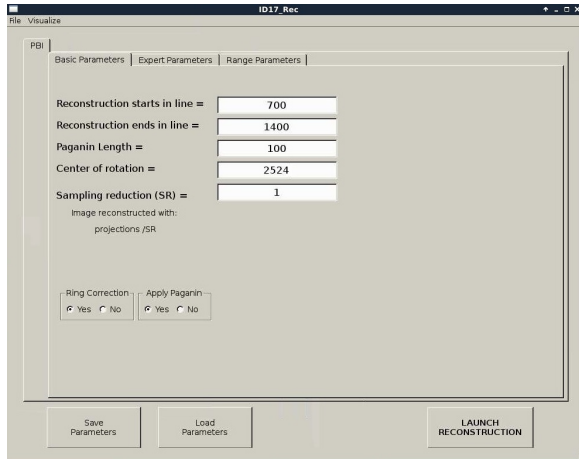 ID17_Rec
File Visualize
PBI
Basic Parameters Expert Parameters Range Parameters
Reconstruction starts in line = 700
Reconstruction ends in line = 1400
Paganin Length = 100
Center of rotation = 2524
Sampling reduction (SR) = 1
Image reconstructed with:
projections /SR
Ring Correction Apply Paganin
Yes No Yes No
Save Load LAUNCH
Parameters Parameters RECONSTRUCTION